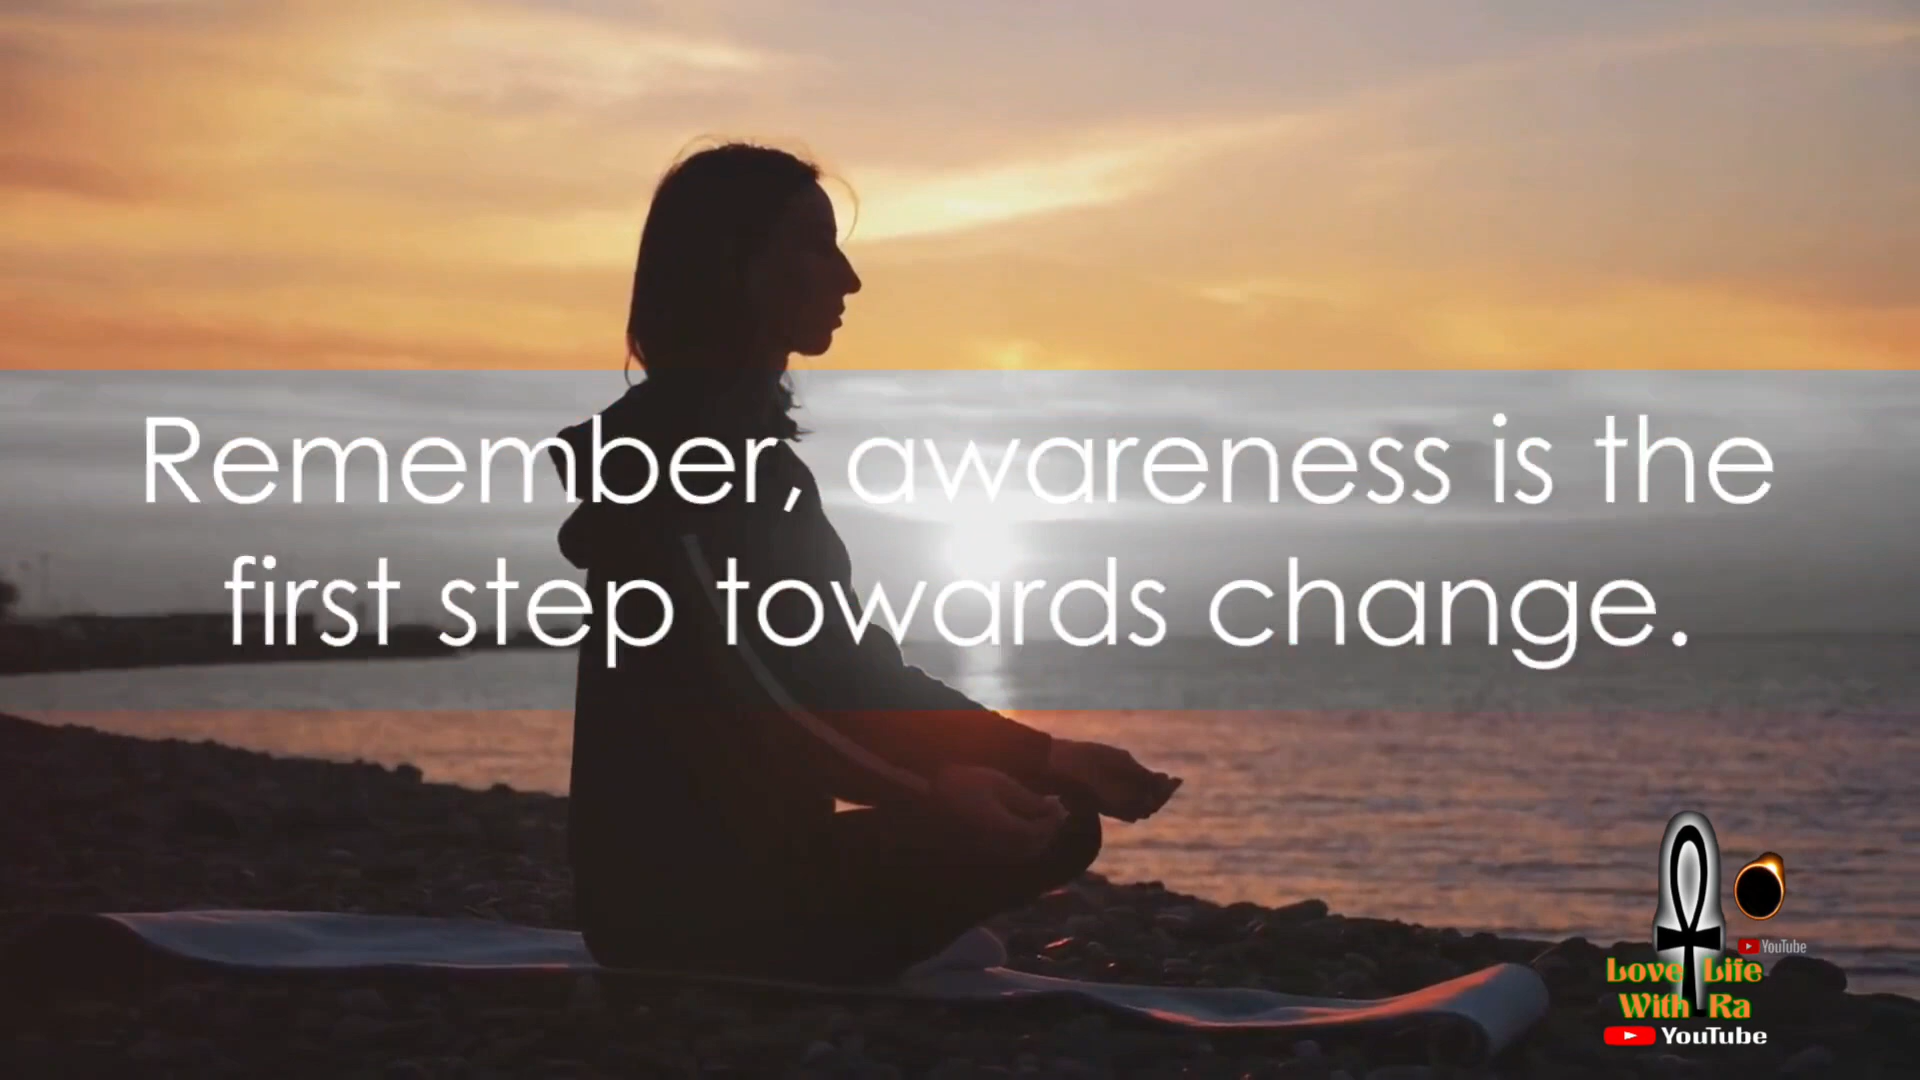 Remember, awareness is the
first step towards change.
YouTube
Love Life
With Ra
YouTube